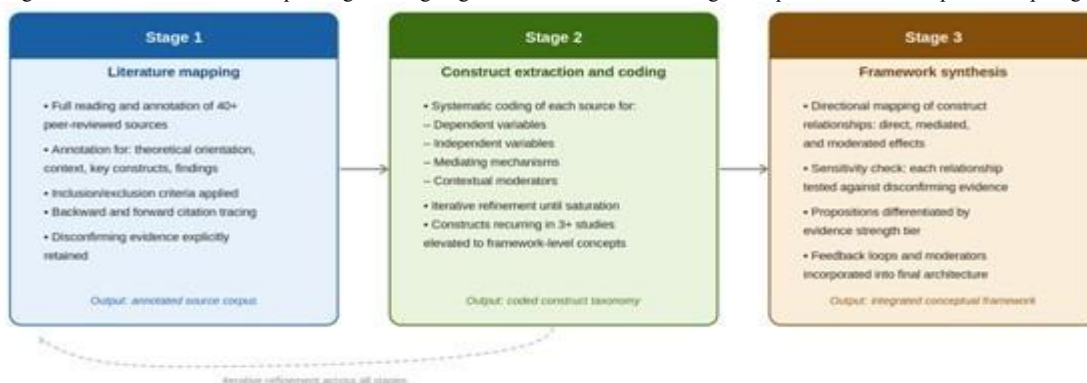 Stage 1
Literature mapping
• Full reading and annotation of 40+
peer-reviewed sources
• Annotation for: theoretical orientation,
context, key constructs, findings
• Inclusion/exclusion criteria applied
• Backward and forward citation tracing
• Disconfirming evidence explicitly
retained
Output: annotated source corpus
Stage 2
Construct extraction and coding
• Systematic coding of each source for:
– Dependent variables
– Independent variables
– Mediating mechanisms
– Contextual moderators
• Iterative refinement until saturation
• Constructs recurring in 3+ studies
elevated to framework-level concepts
Output: coded construct taxonomy
Stage 3
Framework synthesis
• Directional mapping of construct
relationships: direct, mediated,
and moderated effects
• Sensitivity check: each relationship
tested against disconfirming evidence
• Propositions differentiated by
evidence strength tier
• Feedback loops and moderators
incorporated into final architecture
Output: integrated conceptual framework
Iterative refinement across all stages